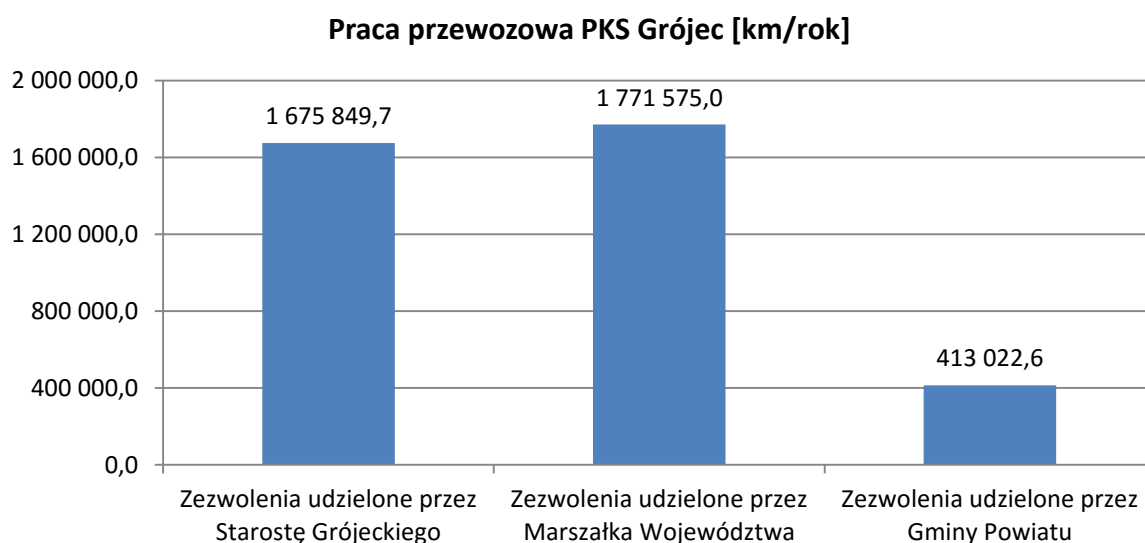 Praca przewozowa PKS Grójec [km/rok]
2 000 000,0
1 600 000,0
1 200 000,0
800 000,0
400 000,0
0,0
1 675 849,7
1 771 575,0
413 022,6
Zezwolenia udzielone przez
Starostę Grójeckiego
Zezwolenia udzielone przez
Marszałka Województwa
Zezwolenia udzielone przez
Gminy Powiatu